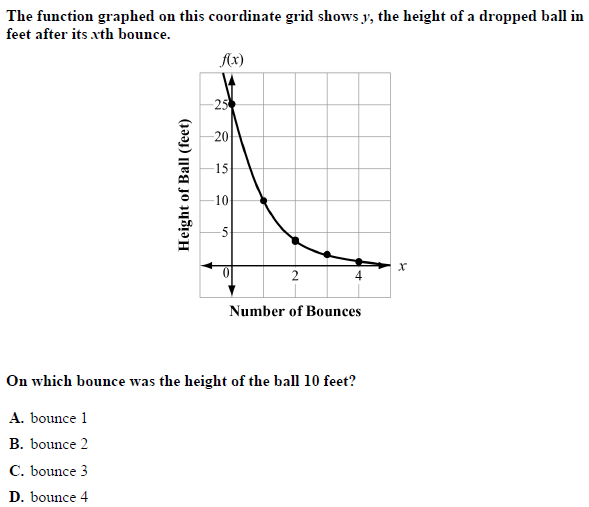 The function graphed on this coordinate grid shows y, the height of a dropped ball in
feet after its xth bounce.
f(x)
Height of Ball (feet)
25
20
15
10
5
0
2
4
x
Number of Bounces
On which bounce was the height of the ball 10 feet?
A. bounce 1
B. bounce 2
C. bounce 3
D. bounce 4